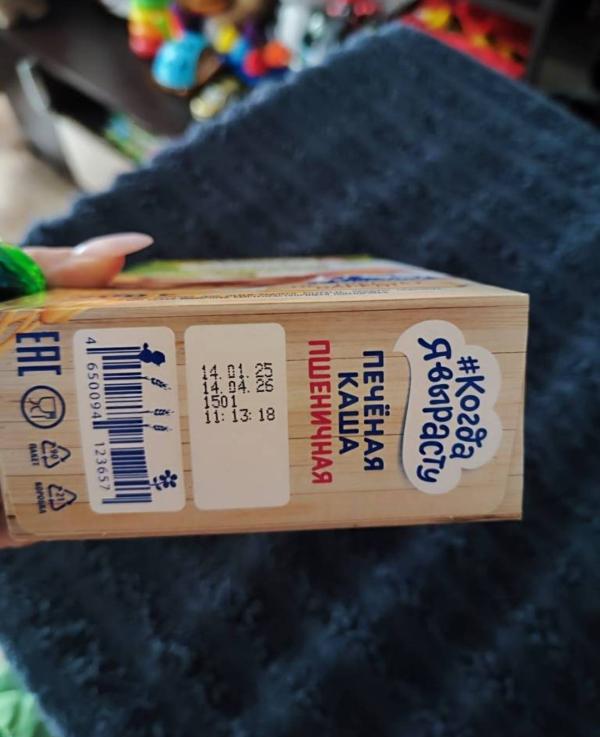 #Когда
Я вырасту
ПЕЧЁНАЯ
КАША
ПШЕНИЧНАЯ
14.01.25
14.04.26
1501
11:13:18
4 650094 123657
EAC
ПАКЕТ
КОРОБКА